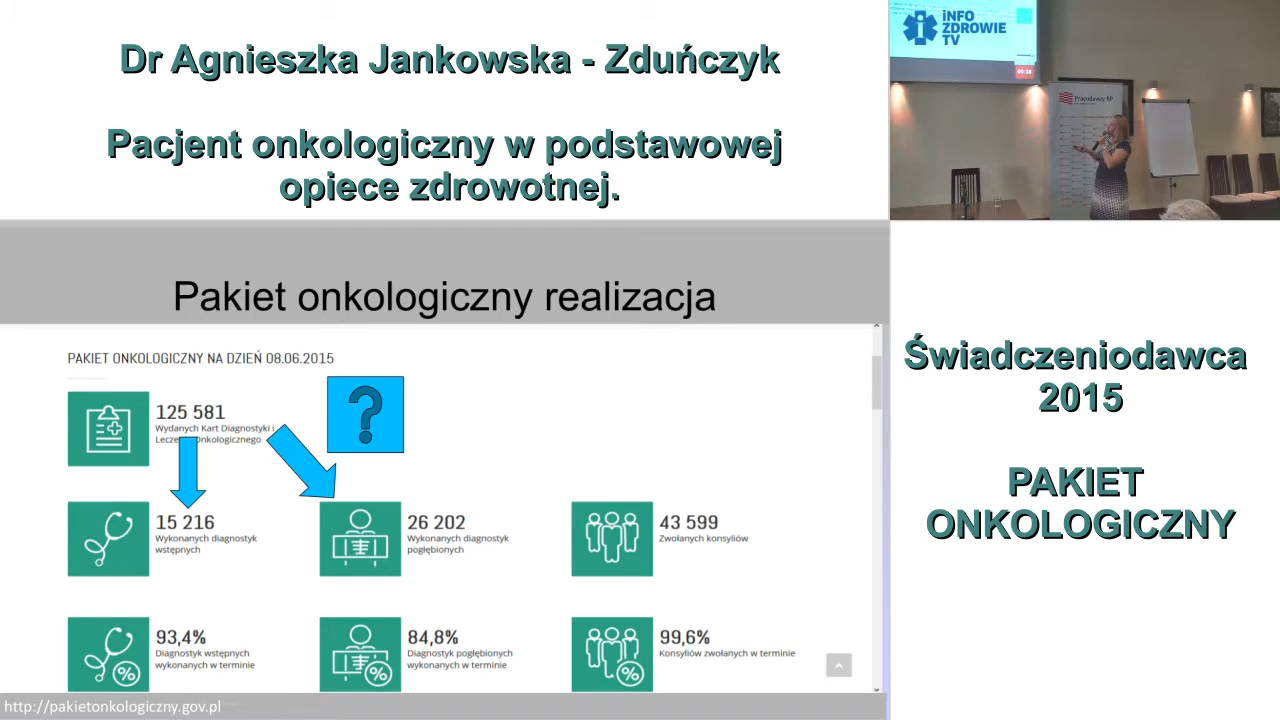 Dr Agnieszka Jankowska - Zduńczyk
Pacjent onkologiczny w podstawowej
opiece zdrowotnej.
iNFO
ZDROWIE
TV
Pracodawcy RP
Pakiet onkologiczny realizacja
PAKIET ONKOLOGICZNY NA DZIEŃ 08.06.2015
125 581
Wydanych Kart Diagnostyki i
Leczenia Onkologicznego
?
15 216
Wykonanych diagnostyk
wstępnych
26 202
Wykonanych diagnostyk
pogłębionych
43 599
Zwołanych konsyliów
93,4%
Diagnostyk wstępnych
wykonanych w terminie
84,8%
Diagnostyk pogłębionych
wykonanych w terminie
99,6%
Konsyliów zwołanych w terminie
http://pakietonkologiczny.gov.pl
Świadczeniodawca
2015
PAKIET
ONKOLOGICZNY